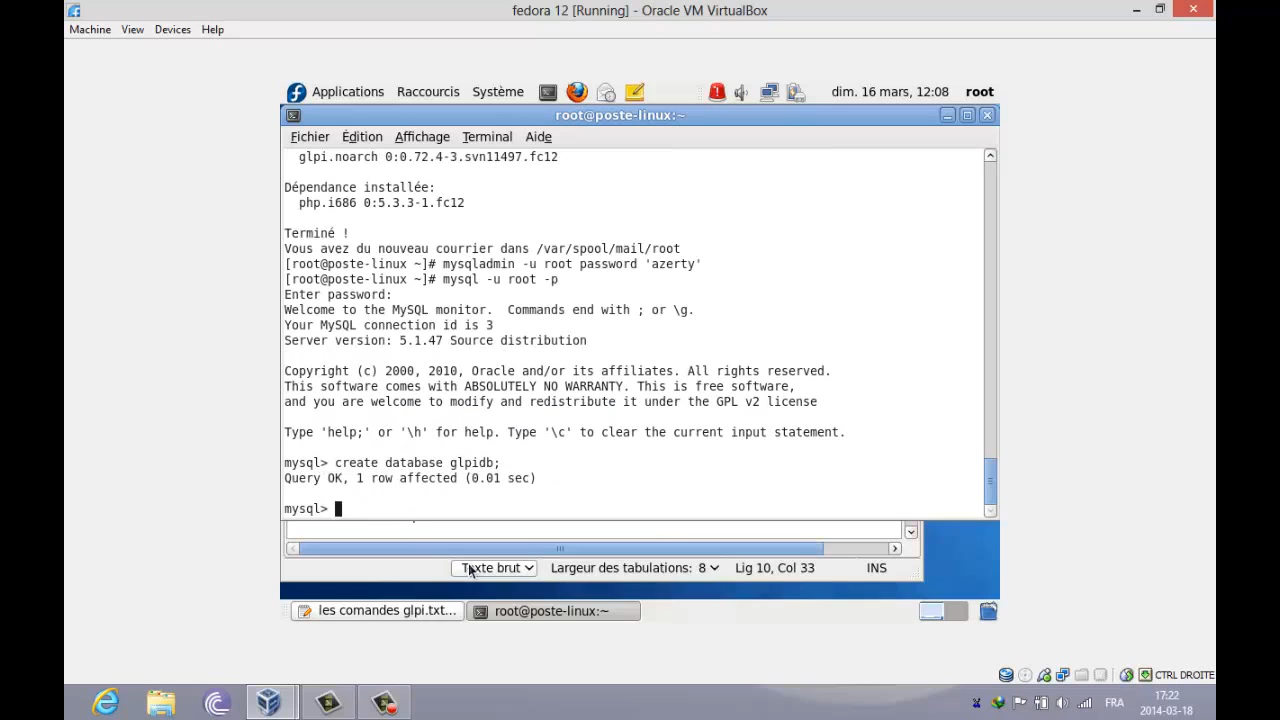 fedora 12 [Running] - Oracle VM VirtualBox
Machine View Devices Help
Applications Raccourcis Système dim. 16 mars, 12:08 root
root@poste-linux:~
Fichier Édition Affichage Terminal Aide
glpi.noarch 0:0.72.4-3.svn11497.fc12
Dépendance installée:
php.i686 0:5.3.3-1.fc12
Terminé !
Vous avez du nouveau courrier dans /var/spool/mail/root
[root@poste-linux ~]# mysqladmin -u root password 'azerty'
[root@poste-linux ~]# mysql -u root -p
Enter password:
Welcome to the MySQL monitor.  Commands end with ; or \g.
Your MySQL connection id is 3
Server version: 5.1.47 Source distribution
Copyright (c) 2000, 2010, Oracle and/or its affiliates. All rights reserved.
This software comes with ABSOLUTELY NO WARRANTY. This is free software,
and you are welcome to modify and redistribute it under the GPL v2 license
Type 'help;' or '\h' for help. Type '\c' to clear the current input statement.
mysql> create database glpidb;
Query OK, 1 row affected (0.01 sec)
mysql>
Texte brut Largeur des tabulations: 8 Lig 10, Col 33 INS
les comandes glpi.txt... root@poste-linux:~
CTRL DROITE
FRA 17:22
2014-03-18